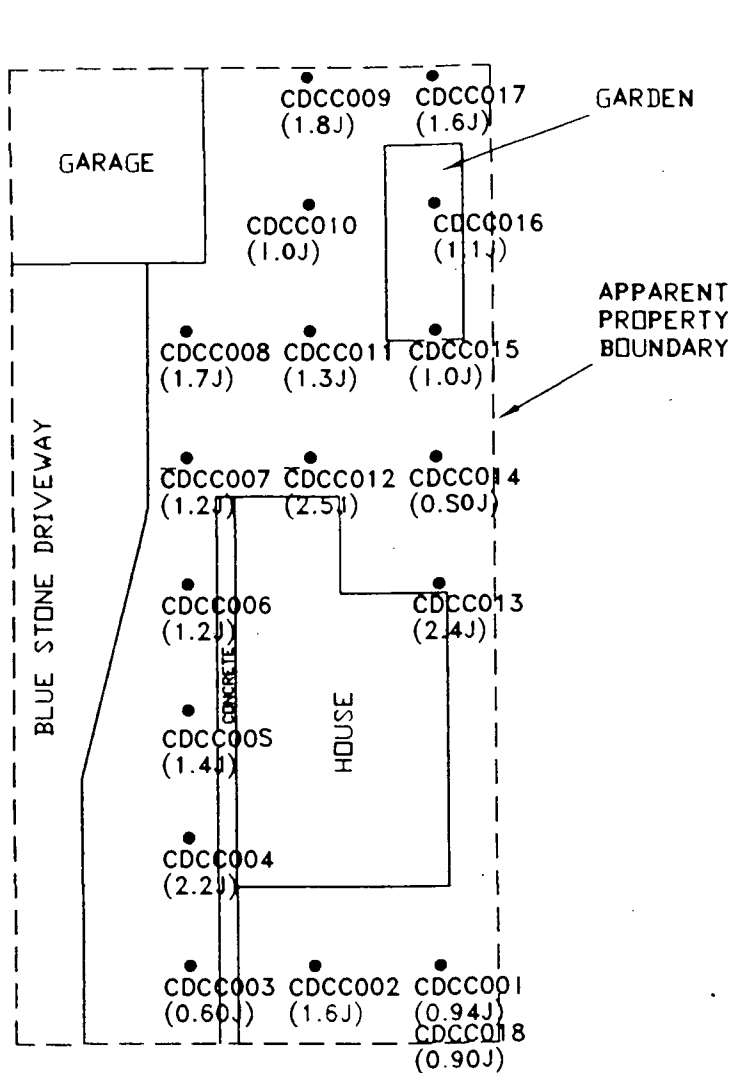 CDCC009 CDCC017 GARDEN
(1.8J) (1.6J)
GARAGE
CDCC010 CDCC016
(1.0J) (1.1J)
APPARENT
PROPERTY
BOUNDARY
CDCC008 CDCC011 CDCC015
(1.7J) (1.3J) (1.0J)
CDCC007 CDCC012 CDCC014
(1.2J) (2.5J) (0.50J)
BLUE STONE DRIVEWAY
CDCC006 CDCC013
(1.2J) (2.4J)
CONCRETE
HOUSE
CDCC005
(1.4J)
CDCC004
(2.2J)
CDCC003 CDCC002 CDCC001
(0.60J) (1.6J) (0.94J)
CDCC018
(0.90J)